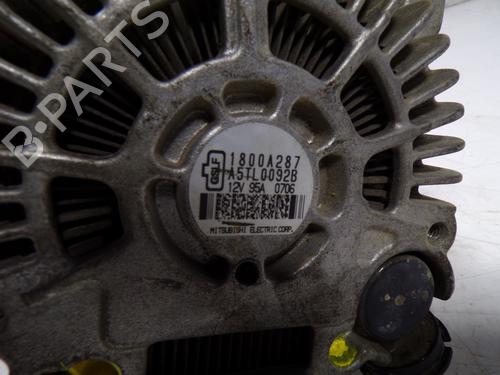 B-PARTS
1800A287
A5TL0092B
12V 95A 0706
MITSUBISHI ELECTRIC CORP.